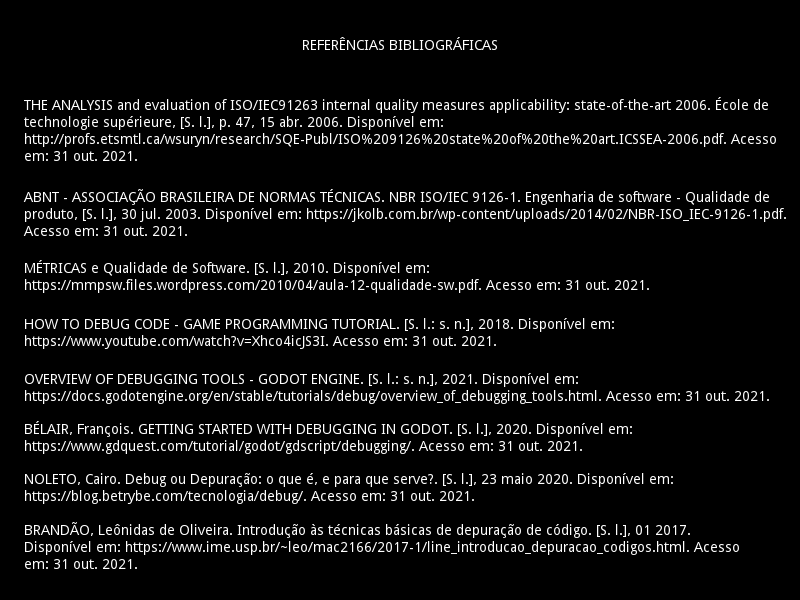 REFERÊNCIAS BIBLIOGRÁFICAS
THE ANALYSIS and evaluation of ISO/IEC91263 internal quality measures applicability: state-of-the-art 2006. École de
technologie supérieure, [S. l.], p. 47, 15 abr. 2006. Disponível em:
http://profs.etsmtl.ca/wsuryn/research/SQE-Publ/ISO%209126%20state%20of%20the%20art.ICSSEA-2006.pdf. Acesso
em: 31 out. 2021.
ABNT - ASSOCIAÇÃO BRASILEIRA DE NORMAS TÉCNICAS. NBR ISO/IEC 9126-1. Engenharia de software - Qualidade de
produto, [S. l.], 30 jul. 2003. Disponível em: https://jkolb.com.br/wp-content/uploads/2014/02/NBR-ISO_IEC-9126-1.pdf.
Acesso em: 31 out. 2021.
MÉTRICAS e Qualidade de Software. [S. l.], 2010. Disponível em:
https://mmpsw.files.wordpress.com/2010/04/aula-12-qualidade-sw.pdf. Acesso em: 31 out. 2021.
HOW TO DEBUG CODE - GAME PROGRAMMING TUTORIAL. [S. l.: s. n.], 2018. Disponível em:
https://www.youtube.com/watch?v=Xhco4icJS3I. Acesso em: 31 out. 2021.
OVERVIEW OF DEBUGGING TOOLS - GODOT ENGINE. [S. l.: s. n.], 2021. Disponível em:
https://docs.godotengine.org/en/stable/tutorials/debug/overview_of_debugging_tools.html. Acesso em: 31 out. 2021.
BÉLAIR, François. GETTING STARTED WITH DEBUGGING IN GODOT. [S. l.], 2020. Disponível em:
https://www.gdquest.com/tutorial/godot/gdscript/debugging/. Acesso em: 31 out. 2021.
NOLETO, Cairo. Debug ou Depuração: o que é, e para que serve?. [S. l.], 23 maio 2020. Disponível em:
https://blog.betrybe.com/tecnologia/debug/. Acesso em: 31 out. 2021.
BRANDÃO, Leônidas de Oliveira. Introdução às técnicas básicas de depuração de código. [S. l.], 01 2017.
Disponível em: https://www.ime.usp.br/~leo/mac2166/2017-1/line_introducao_depuracao_codigos.html. Acesso
em: 31 out. 2021.